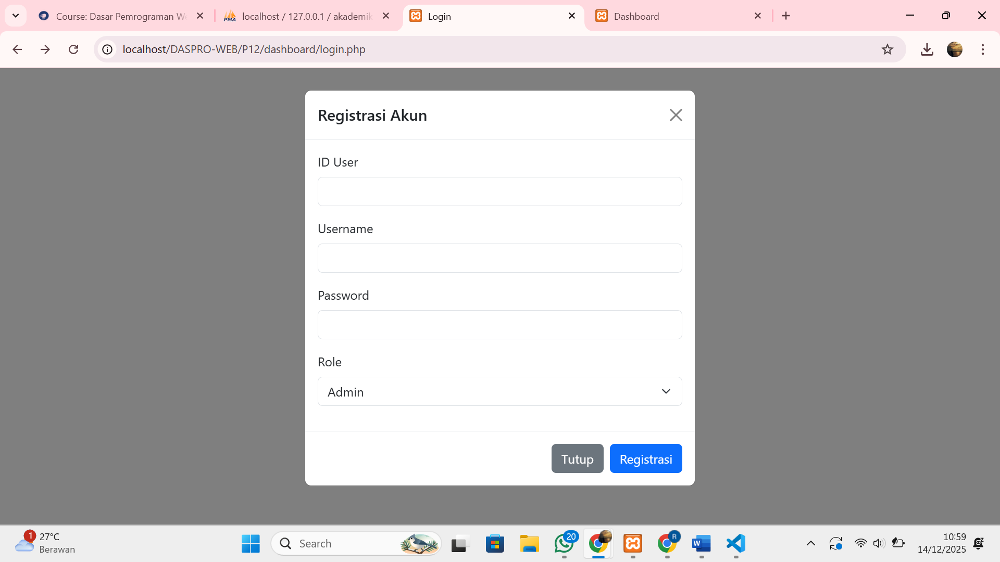 Course: Dasar Pemrograman We
PMA
localhost / 127.0.0.1 / akademik
Login
Dashboard
localhost/DASPRO-WEB/P12/dashboard/login.php
Registrasi Akun
ID User
Username
Password
Role
Admin
Tutup
Registrasi
1
27°C
Berawan
Search
20
R
W
10:59
14/12/2025